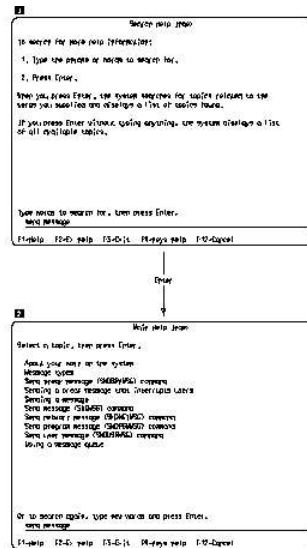 1
Search Help Index
To search for more help information:
1. Type the phrase or words to search for.
2. Press Enter.
When you press Enter, the system searches for topics related to the
words you supplied and displays a list of topics found.
If you press Enter without typing anything, the system displays a list
of all available topics.
Type words to search for, then press Enter.
send message
F1=Help F3=Exit F12=Cancel
Enter
2
Main Help Index
Select a topic, then press Enter.
About your work on the system
Message types
Send break message (SNDBRKMSG) command
Sending a break message that interrupts users
Sending a message
Send message (SNDMSG) command
Send network message (SNDNETMSG) command
Send program message (SNDPGMMSG) command
Send user message (SNDUSRMSG) command
Using a message queue
Or to search again, type new words and press Enter.
send message
F1=Help F3=Exit F12=Cancel